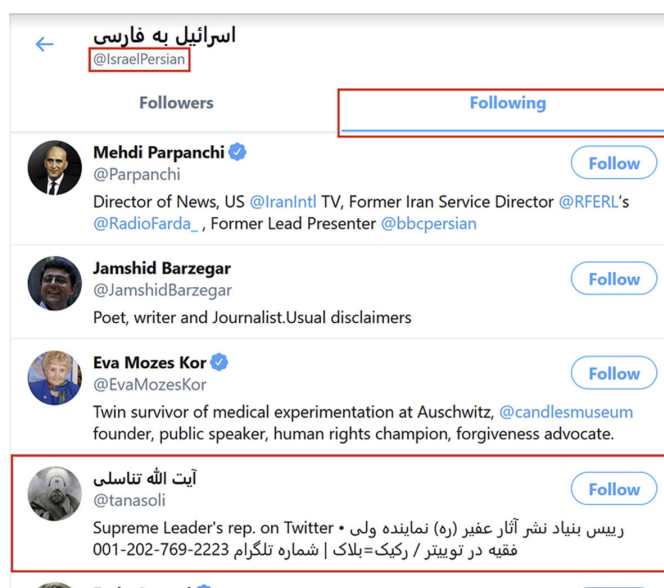 اسرائیل به فارسی
@IsraelPersian
Followers Following
Mehdi Parpanchi
@Parpanchi
Follow
Director of News, US @IranIntl TV, Former Iran Service Director @RFERL's
@RadioFarda_ , Former Lead Presenter @bbcpersian
Jamshid Barzegar
@JamshidBarzegar
Follow
Poet, writer and Journalist.Usual disclaimers
Eva Mozes Kor
@EvaMozesKor
Follow
Twin survivor of medical experimentation at Auschwitz, @candlesmuseum
founder, public speaker, human rights champion, forgiveness advocate.
آیت الله تناسلی
@tanasoli
Follow
Supreme Leader's rep. on Twitter • رییس بنیاد نشر آثار عفیر (ره) نماینده ولی
فقیه در توییتر / رکیک=بلاک | شماره تلگرام 2223-769-202-001